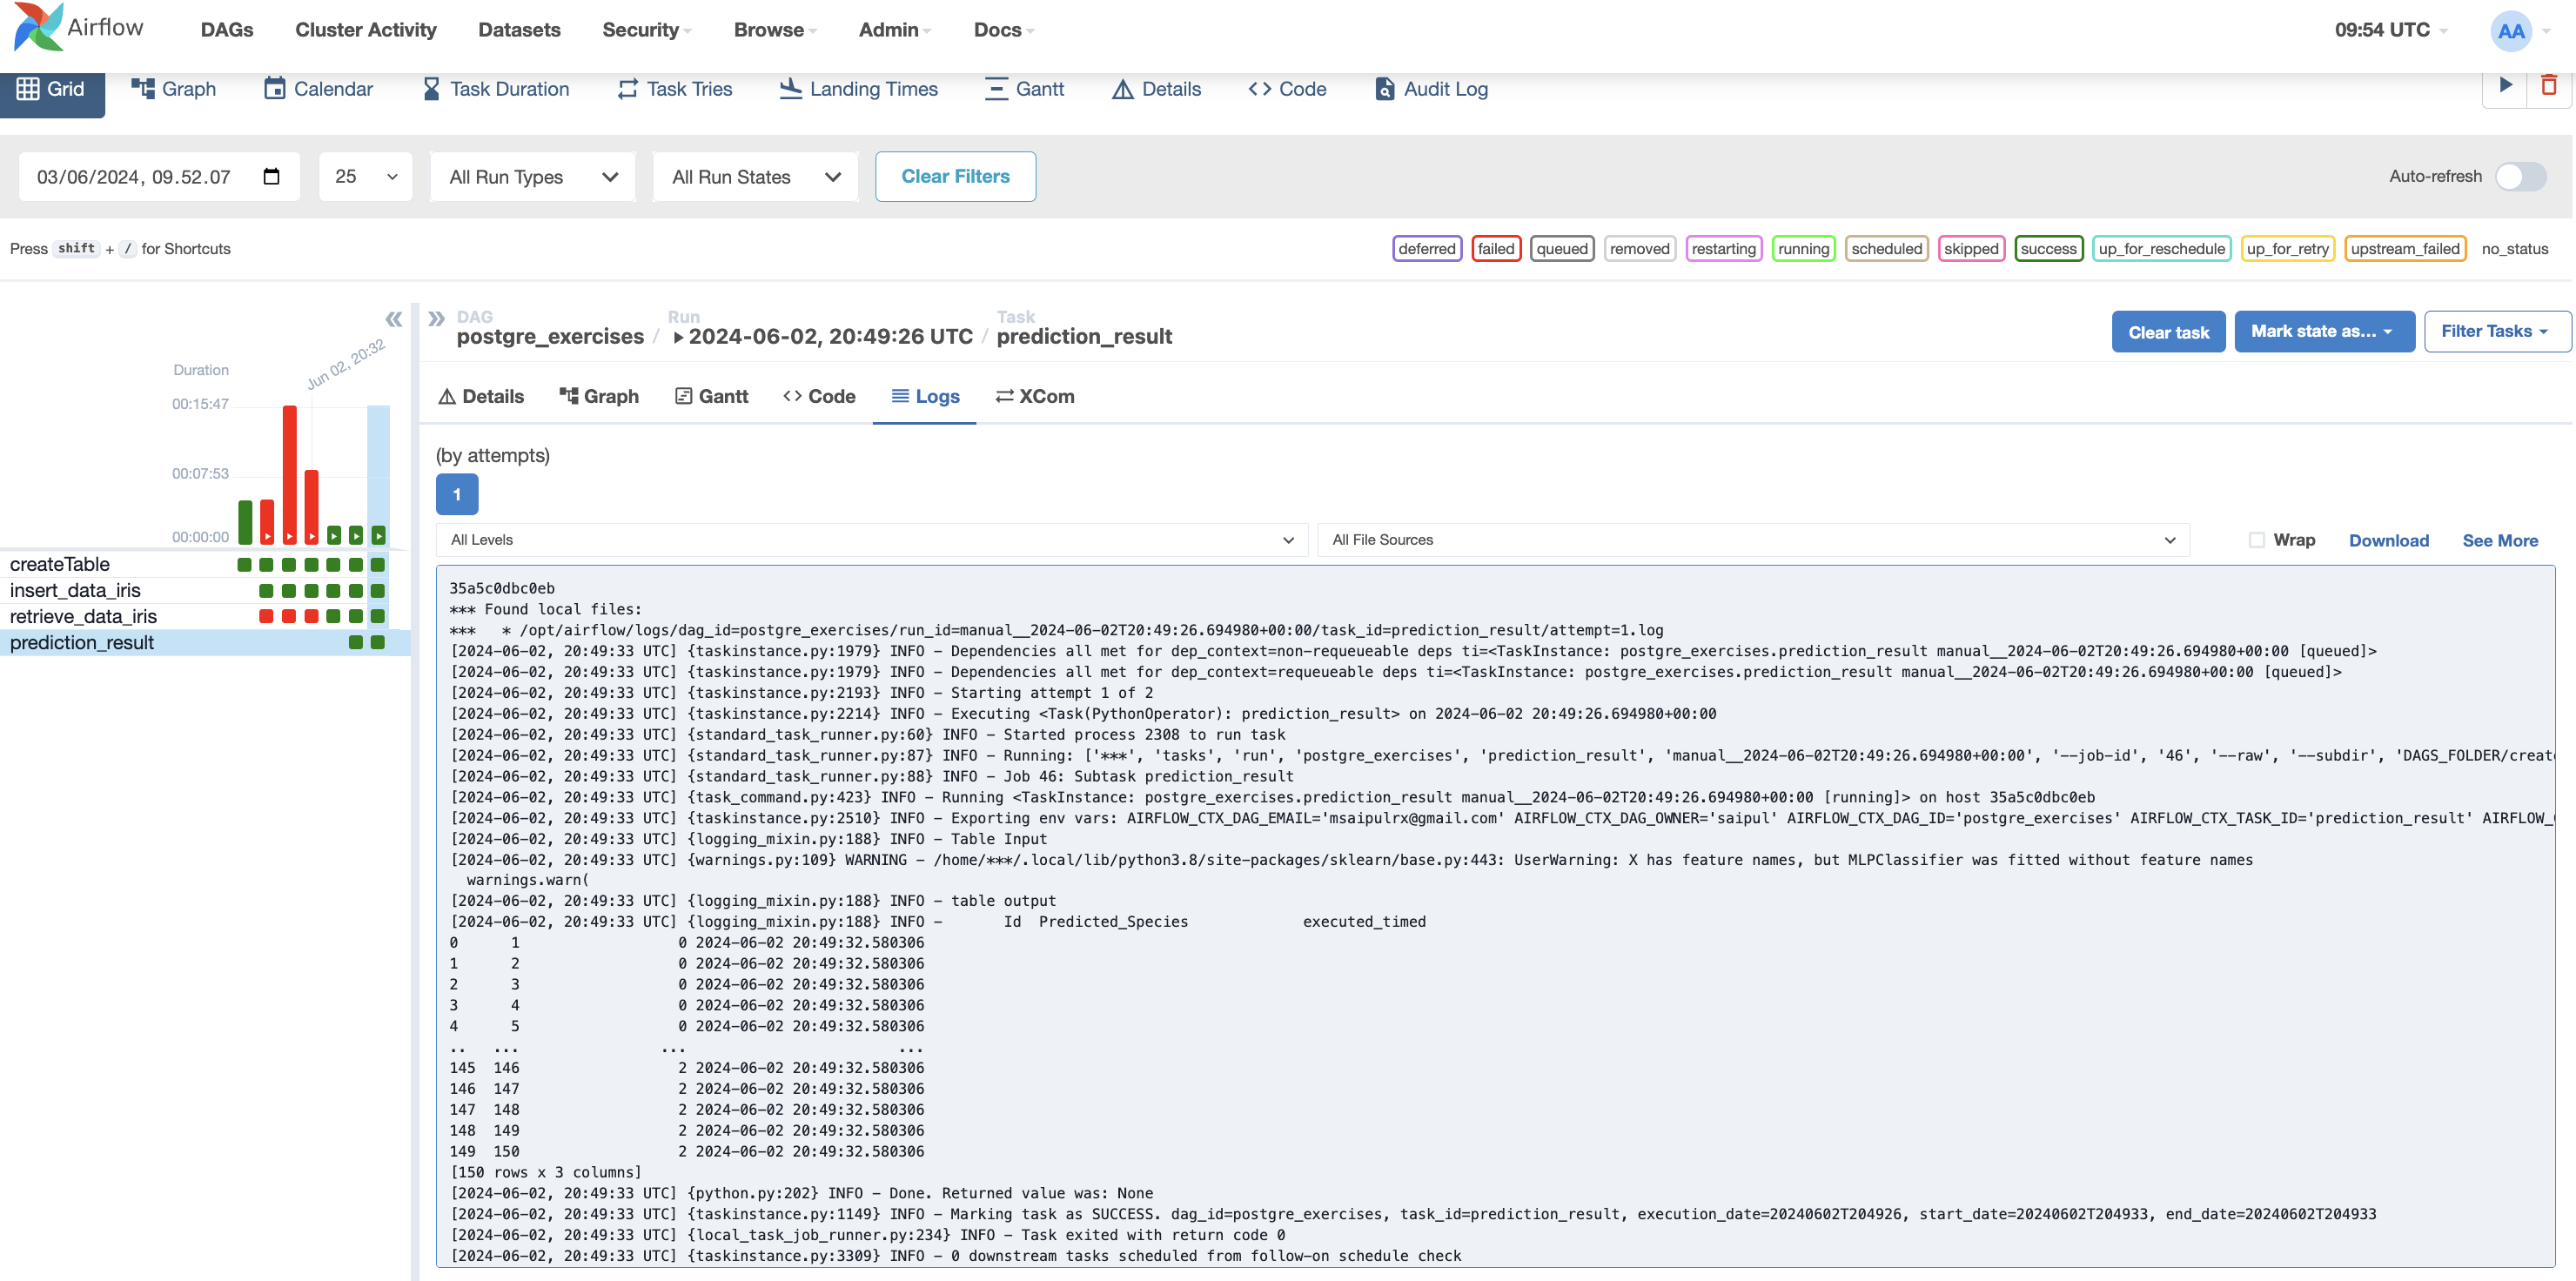 Airflow DAGs Cluster Activity Datasets Security Browse Admin Docs 09:54 UTC AA
Grid Graph Calendar Task Duration Task Tries Landing Times Gantt Details <> Code Audit Log
03/06/2024, 09.52.07 25 All Run Types All Run States Clear Filters Auto-refresh
Press shift + / for Shortcuts deferred failed queued removed restarting running scheduled skipped success up_for_reschedule up_for_retry upstream_failed no_status
DAG Run Task
postgre_exercises / 2024-06-02, 20:49:26 UTC / prediction_result
Clear task Mark state as... Filter Tasks
Jun 02, 20:32
Duration
00:15:47
00:07:53
00:00:00
createTable
insert_data_iris
retrieve_data_iris
prediction_result
Details Graph Gantt <> Code Logs XCom
(by attempts)
1
All Levels All File Sources Wrap Download See More
35a5c0dbc0eb
*** Found local files:
***   * /opt/airflow/logs/dag_id=postgre_exercises/run_id=manual__2024-06-02T20:49:26.694980+00:00/task_id=prediction_result/attempt=1.log
[2024-06-02, 20:49:33 UTC] {taskinstance.py:1979} INFO - Dependencies all met for dep_context=non-requeueable deps ti=<TaskInstance: postgre_exercises.prediction_result manual__2024-06-02T20:49:26.694980+00:00 [queued]>
[2024-06-02, 20:49:33 UTC] {taskinstance.py:1979} INFO - Dependencies all met for dep_context=requeueable deps ti=<TaskInstance: postgre_exercises.prediction_result manual__2024-06-02T20:49:26.694980+00:00 [queued]>
[2024-06-02, 20:49:33 UTC] {taskinstance.py:2193} INFO - Starting attempt 1 of 2
[2024-06-02, 20:49:33 UTC] {taskinstance.py:2214} INFO - Executing <Task(PythonOperator): prediction_result> on 2024-06-02 20:49:26.694980+00:00
[2024-06-02, 20:49:33 UTC] {standard_task_runner.py:60} INFO - Started process 2308 to run task
[2024-06-02, 20:49:33 UTC] {standard_task_runner.py:87} INFO - Running: ['***', 'tasks', 'run', 'postgre_exercises', 'prediction_result', 'manual__2024-06-02T20:49:26.694980+00:00', '--job-id', '46', '--raw', '--subdir', 'DAGS_FOLDER/creat
[2024-06-02, 20:49:33 UTC] {standard_task_runner.py:88} INFO - Job 46: Subtask prediction_result
[2024-06-02, 20:49:33 UTC] {task_command.py:423} INFO - Running <TaskInstance: postgre_exercises.prediction_result manual__2024-06-02T20:49:26.694980+00:00 [running]> on host 35a5c0dbc0eb
[2024-06-02, 20:49:33 UTC] {taskinstance.py:2510} INFO - Exporting env vars: AIRFLOW_CTX_DAG_EMAIL='msaipulrx@gmail.com' AIRFLOW_CTX_DAG_OWNER='saipul' AIRFLOW_CTX_DAG_ID='postgre_exercises' AIRFLOW_CTX_TASK_ID='prediction_result' AIRFLOW_
[2024-06-02, 20:49:33 UTC] {logging_mixin.py:188} INFO - Table Input
[2024-06-02, 20:49:33 UTC] {warnings.py:109} WARNING - /home/***/.local/lib/python3.8/site-packages/sklearn/base.py:443: UserWarning: X has feature names, but MLPClassifier was fitted without feature names
warnings.warn(
[2024-06-02, 20:49:33 UTC] {logging_mixin.py:188} INFO - table output
[2024-06-02, 20:49:33 UTC] {logging_mixin.py:188} INFO -       Id  Predicted_Species             executed_timed
0      1                  0 2024-06-02 20:49:32.580306
1      2                  0 2024-06-02 20:49:32.580306
2      3                  0 2024-06-02 20:49:32.580306
3      4                  0 2024-06-02 20:49:32.580306
4      5                  0 2024-06-02 20:49:32.580306
..   ...                ...                        ...
145  146                  2 2024-06-02 20:49:32.580306
146  147                  2 2024-06-02 20:49:32.580306
147  148                  2 2024-06-02 20:49:32.580306
148  149                  2 2024-06-02 20:49:32.580306
149  150                  2 2024-06-02 20:49:32.580306
[150 rows x 3 columns]
[2024-06-02, 20:49:33 UTC] {python.py:202} INFO - Done. Returned value was: None
[2024-06-02, 20:49:33 UTC] {taskinstance.py:1149} INFO - Marking task as SUCCESS. dag_id=postgre_exercises, task_id=prediction_result, execution_date=20240602T204926, start_date=20240602T204933, end_date=20240602T204933
[2024-06-02, 20:49:33 UTC] {local_task_job_runner.py:234} INFO - Task exited with return code 0
[2024-06-02, 20:49:33 UTC] {taskinstance.py:3309} INFO - 0 downstream tasks scheduled from follow-on schedule check